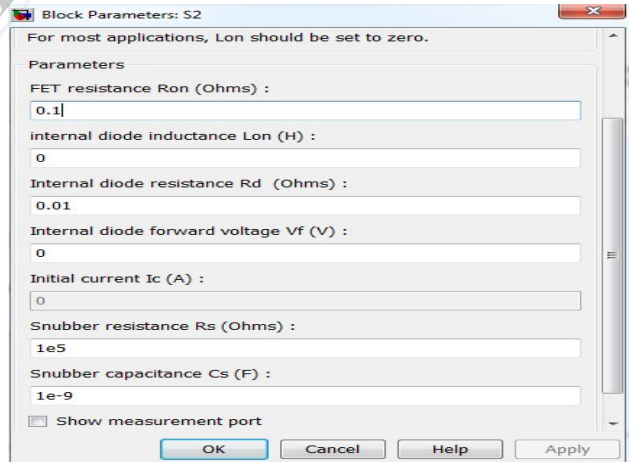 Block Parameters: S2
For most applications, Lon should be set to zero.
Parameters
FET resistance Ron (Ohms) :
0.1
internal diode inductance Lon (H) :
0
Internal diode resistance Rd (Ohms) :
0.01
Internal diode forward voltage Vf (V) :
0
Initial current Ic (A) :
0
Snubber resistance Rs (Ohms) :
1e5
Snubber capacitance Cs (F) :
1e-9
Show measurement port
OK Cancel Help Apply